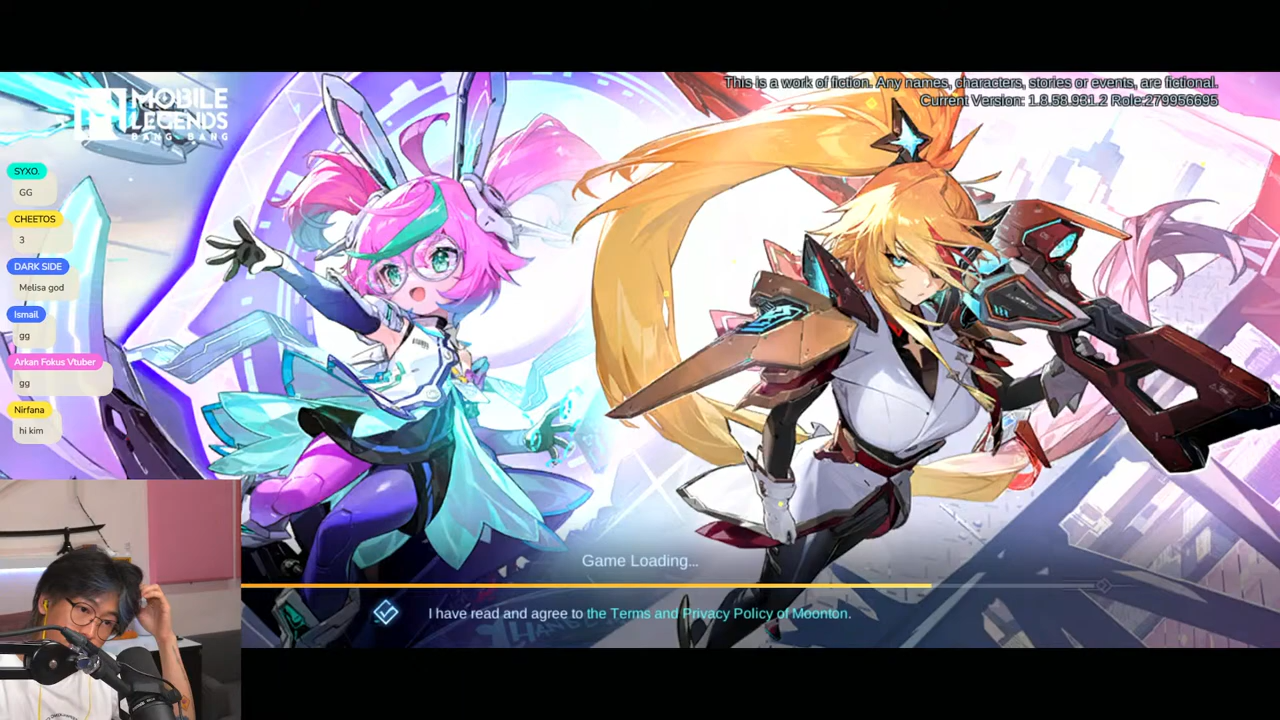 MOBILE
LEGENDS
BANG BANG
This is a work of fiction. Any names, characters, stories or events, are fictional.
Current Version: 1.8.58.931.2 Role:279956695
SYXO.
GG
CHEETOS
3
DARK SIDE
Melisa god
Ismail
gg
Arkan Fokus Vtuber
gg
Nirfana
hi kim
Game Loading...
I have read and agree to the Terms and Privacy Policy of Moonton.